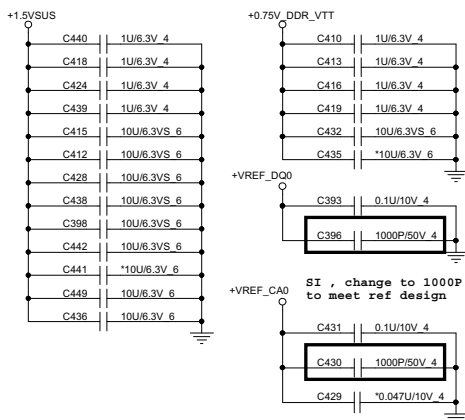 +1.5VSUS
C440 1U/6.3V_4
C418 1U/6.3V_4
C424 1U/6.3V_4
C439 1U/6.3V_4
C415 10U/6.3VS_6
C412 10U/6.3VS_6
C428 10U/6.3VS_6
C438 10U/6.3VS_6
C398 10U/6.3VS_6
C442 10U/6.3VS_6
C441 *10U/6.3V_6
C449 10U/6.3V_6
C436 10U/6.3V_6
+0.75V_DDR_VTT
C410 1U/6.3V_4
C413 1U/6.3V_4
C416 1U/6.3V_4
C419 1U/6.3V_4
C432 10U/6.3VS_6
C435 *10U/6.3V_6
+VREF_DQ0
C393 0.1U/10V_4
C396 1000P/50V_4
SI , change to 1000P
to meet ref design
+VREF_CA0
C431 0.1U/10V_4
C430 1000P/50V_4
C429 *0.047U/10V_4